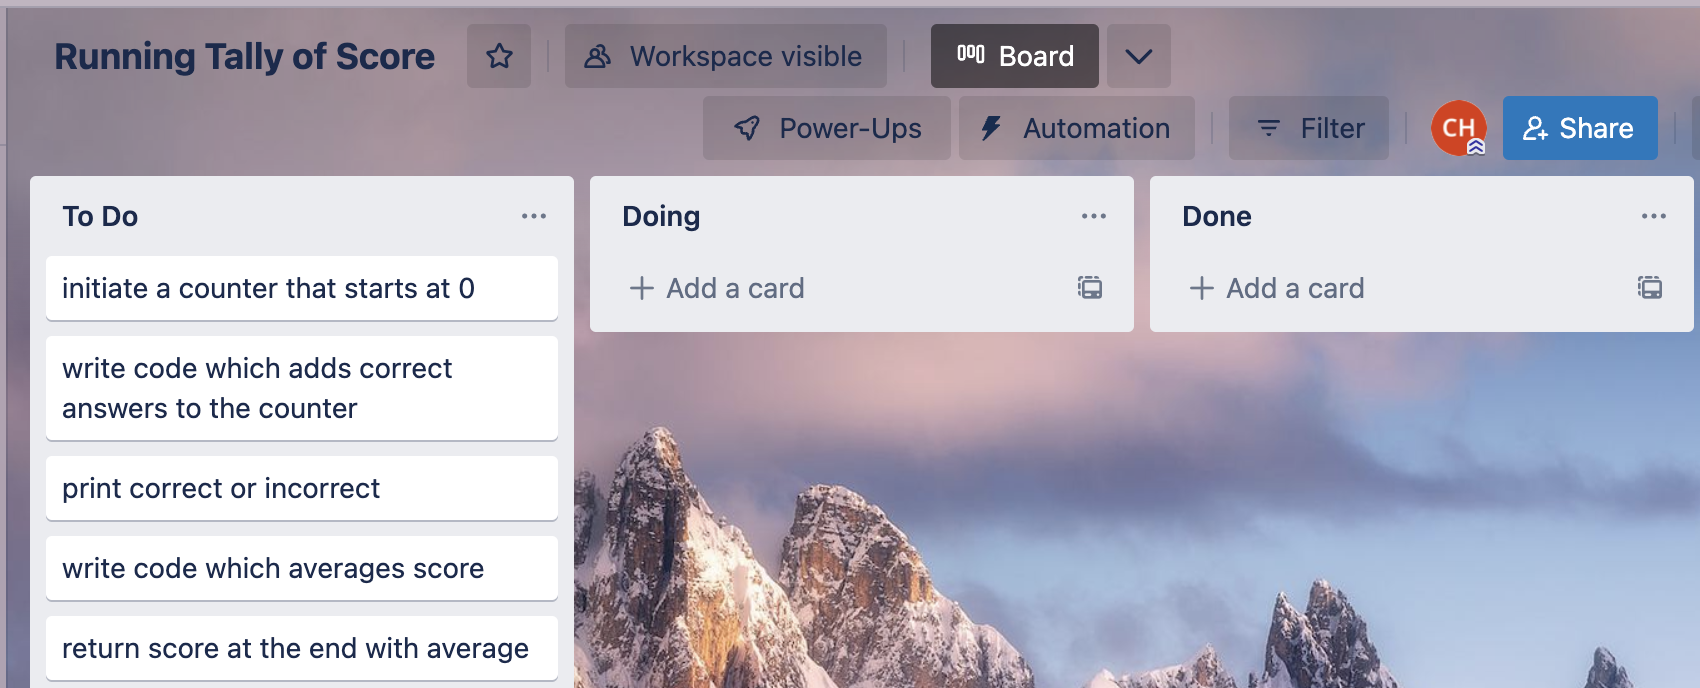 Running Tally of Score
Workspace visible
Board
Power-Ups
Automation
Filter
CH
Share
To Do
initiate a counter that starts at 0
write code which adds correct
answers to the counter
print correct or incorrect
write code which averages score
return score at the end with average
Doing
+ Add a card
Done
+ Add a card